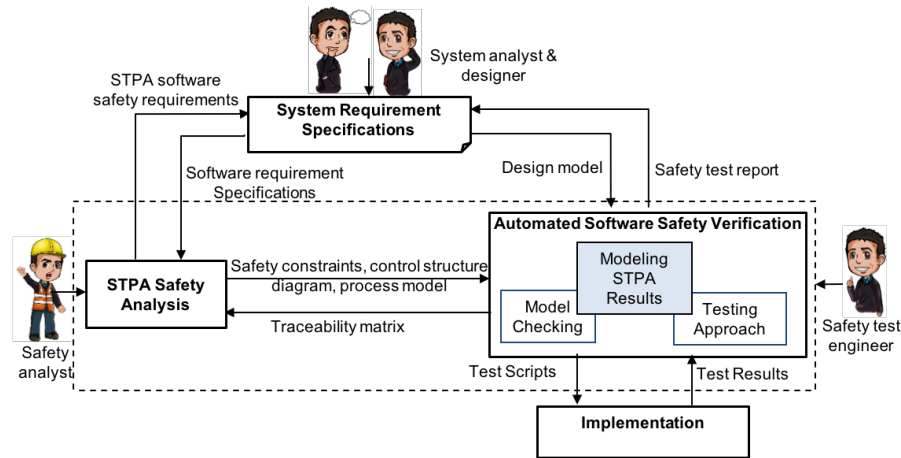 System analyst &
designer
STPA software
safety requirements
System Requirement
Specifications
Software requirement
Specifications
Design model
Safety test report
Automated Software Safety Verification
Modeling
STPA
Results
Model
Checking
Testing
Approach
STPA Safety
Analysis
Safety constraints, control structure
diagram, process model
Traceability matrix
Safety
analyst
Safety test
engineer
Test Scripts
Test Results
Implementation